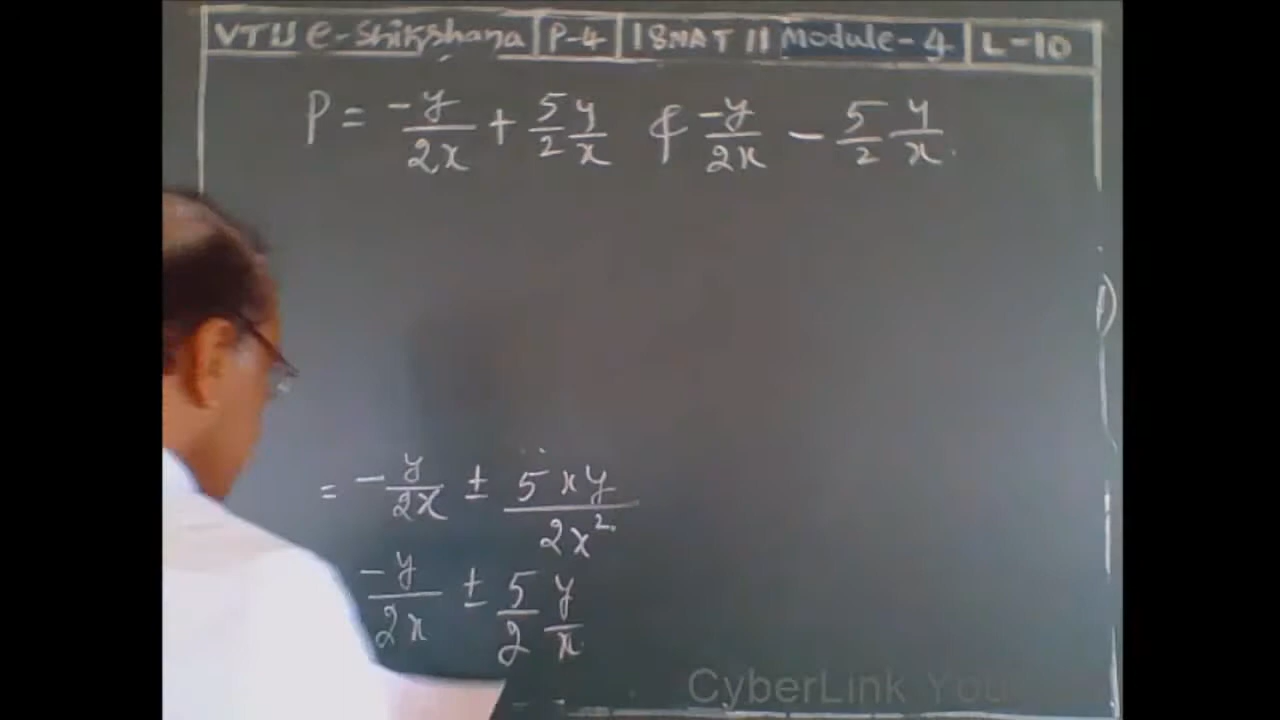 VTU e-Shikshana P-4 18MAT11 Module-4 L-10
P = -y/2x + 5/2 y/x & -y/2x - 5/2 y/x.
= -y/2x ± 5xy/2x²
-y/2x ± 5/2 y/x
CyberLink You